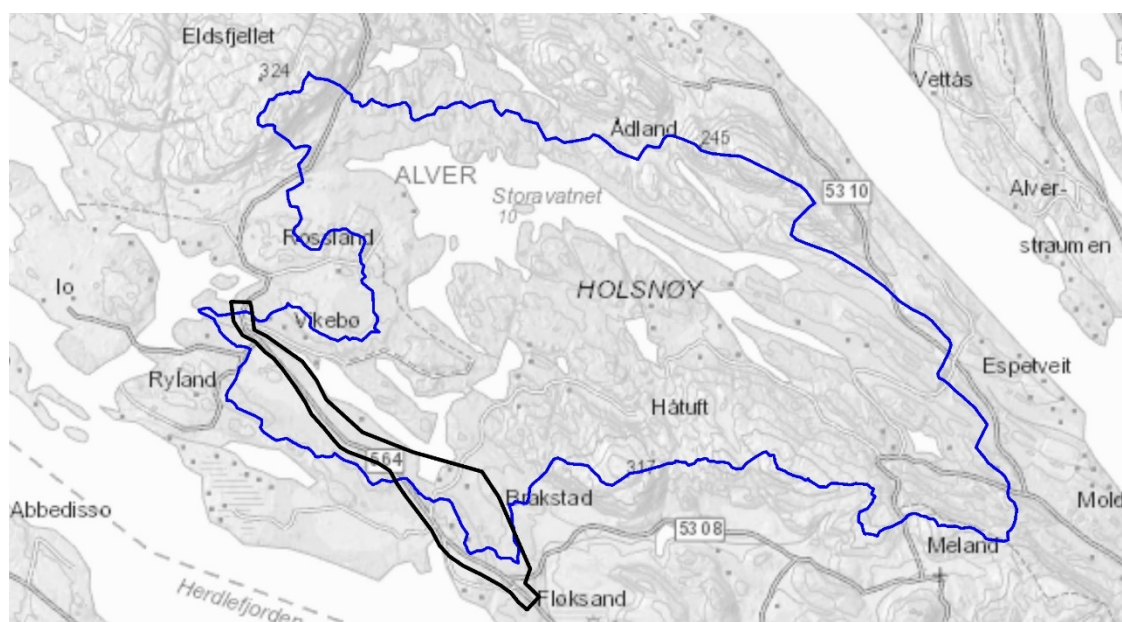 Eldsfjellet
324
Vettås
Ådland
245
ALVER
Storavatnet
10
53 10
Alver-
straumen
Rossland
HOLSNØY
Io
Vikebø
Espetveit
Ryland
Håtuft
564
317
Abbedisso
Brakstad
Mold
53 08
Meland
Herdlefjorden
Fløksand